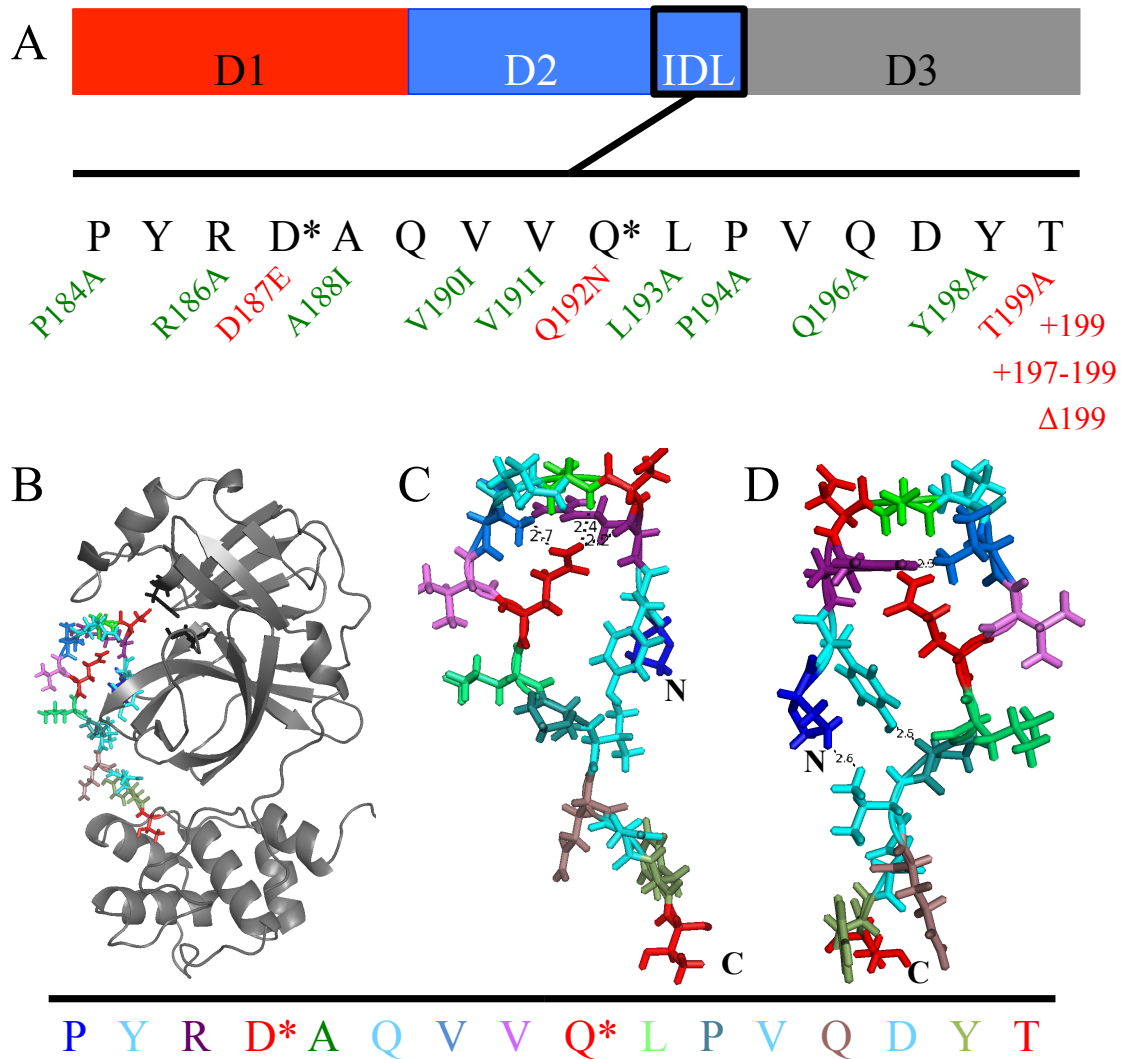 A
D1 D2 IDL D3
P Y R D* A Q V V Q* L P V Q D Y T
P184A R186A D187E A188I V190I V191I Q192N L193A P194A Q196A Y198A T199A
+199
+197-199
Δ199
B C D
2.7 2.4 2.2
2.9
N
2.5
N
2.6
C
C
P Y R D* A Q V V Q* L P V Q D Y T